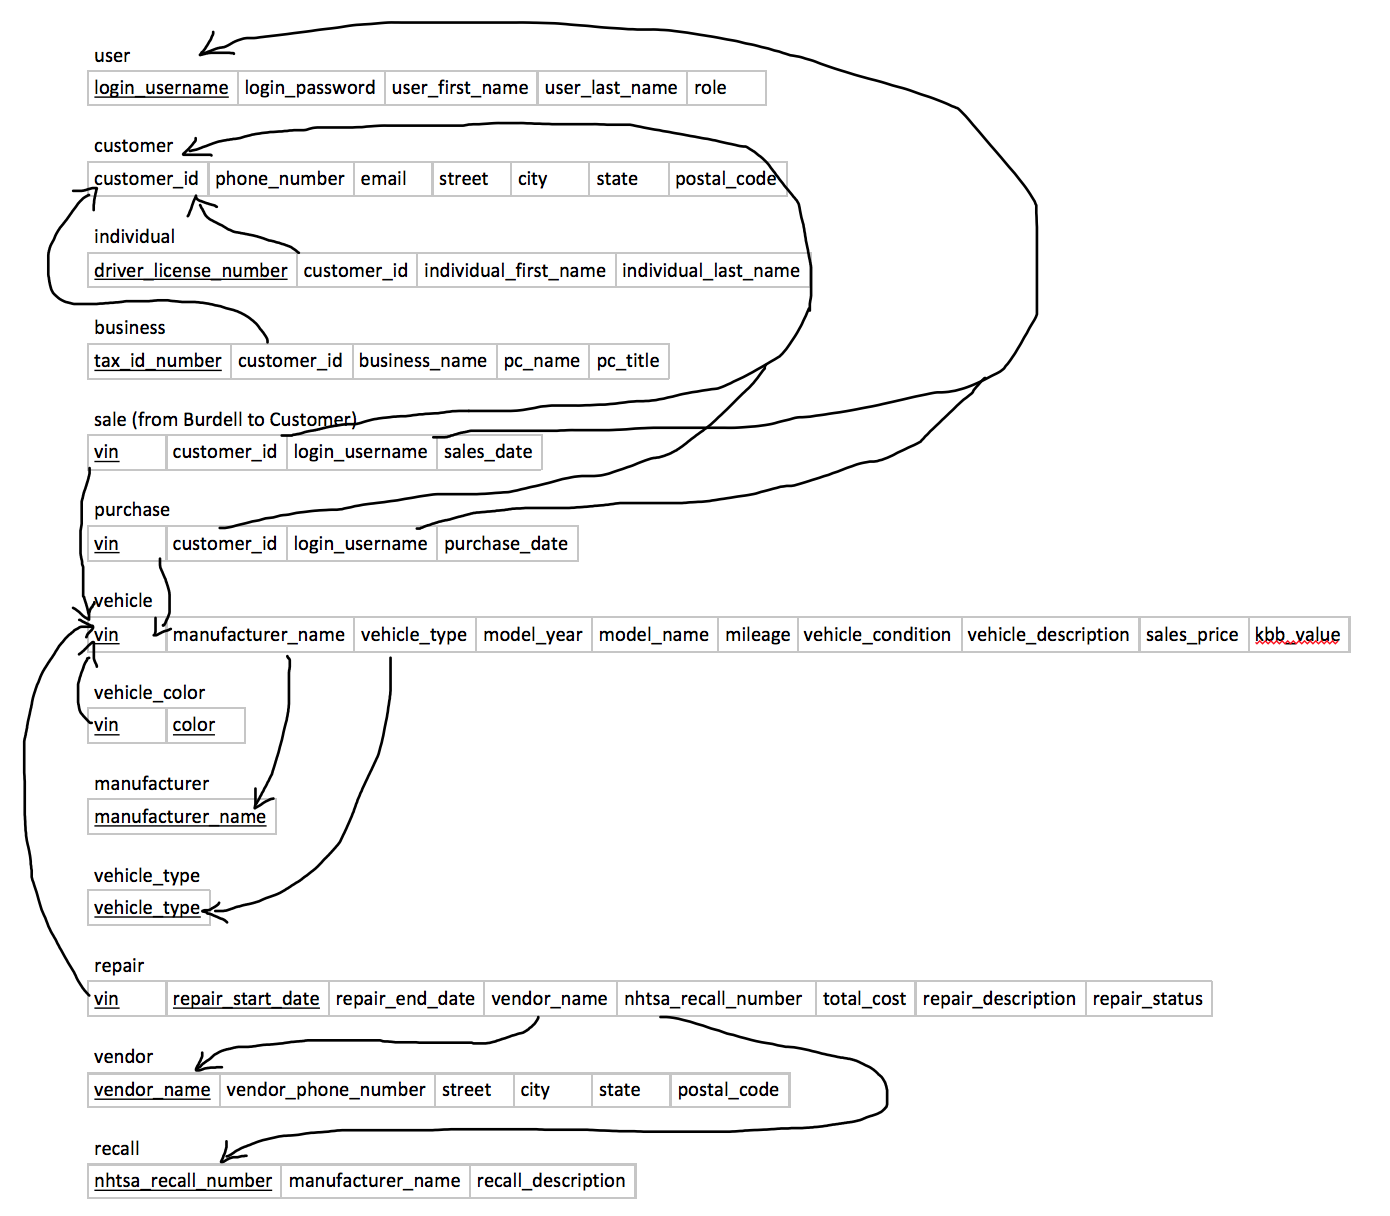 user
login_username login_password user_first_name user_last_name role
customer
customer_id phone_number email street city state postal_code
individual
driver_license_number customer_id individual_first_name individual_last_name
business
tax_id_number customer_id business_name pc_name pc_title
sale (from Burdell to Customer)
vin customer_id login_username sales_date
purchase
vin customer_id login_username purchase_date
vehicle
vin manufacturer_name vehicle_type model_year model_name mileage vehicle_condition vehicle_description sales_price kbb_value
vehicle_color
vin color
manufacturer
manufacturer_name
vehicle_type
vehicle_type
repair
vin repair_start_date repair_end_date vendor_name nhtsa_recall_number total_cost repair_description repair_status
vendor
vendor_name vendor_phone_number street city state postal_code
recall
nhtsa_recall_number manufacturer_name recall_description